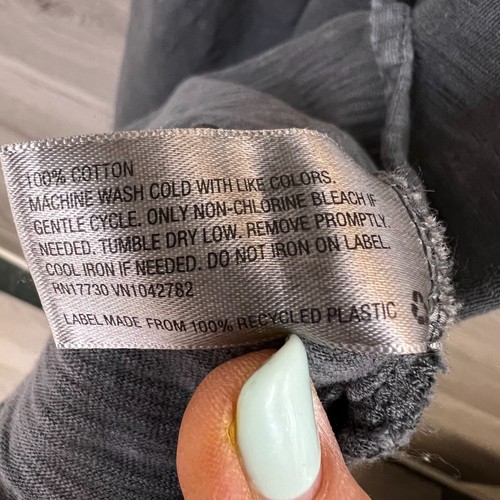 100% COTTON
MACHINE WASH COLD WITH LIKE COLORS.
GENTLE CYCLE. ONLY NON-CHLORINE BLEACH IF
NEEDED. TUMBLE DRY LOW. REMOVE PROMPTLY.
COOL IRON IF NEEDED. DO NOT IRON ON LABEL.
RN17730 VN1042782
LABEL MADE FROM 100% RECYCLED PLASTIC